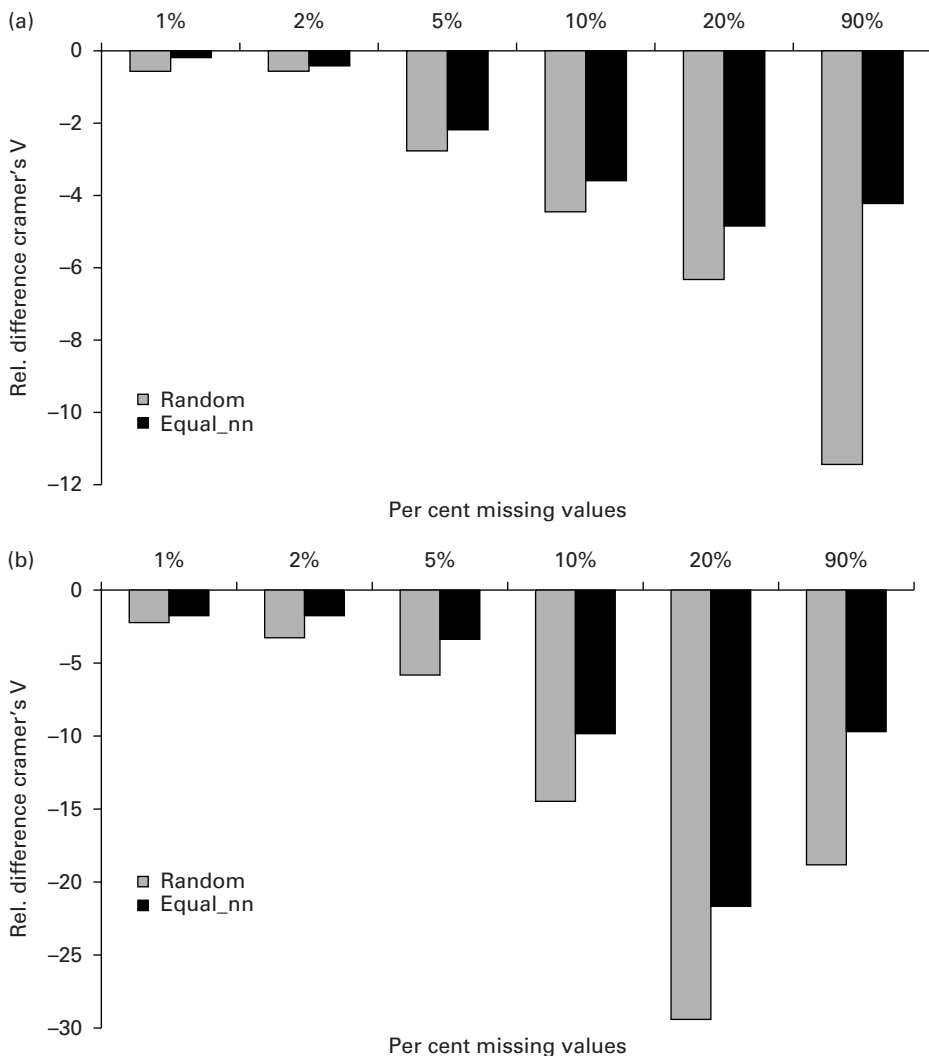 (a)
1% 2% 5% 10% 20% 90%
0
–2
–4
–6
–8
–10
–12
Rel. difference cramer's V
Random
Equal_nn
Per cent missing values
(b)
1% 2% 5% 10% 20% 90%
0
–5
–10
–15
–20
–25
–30
Rel. difference cramer's V
Random
Equal_nn
Per cent missing values